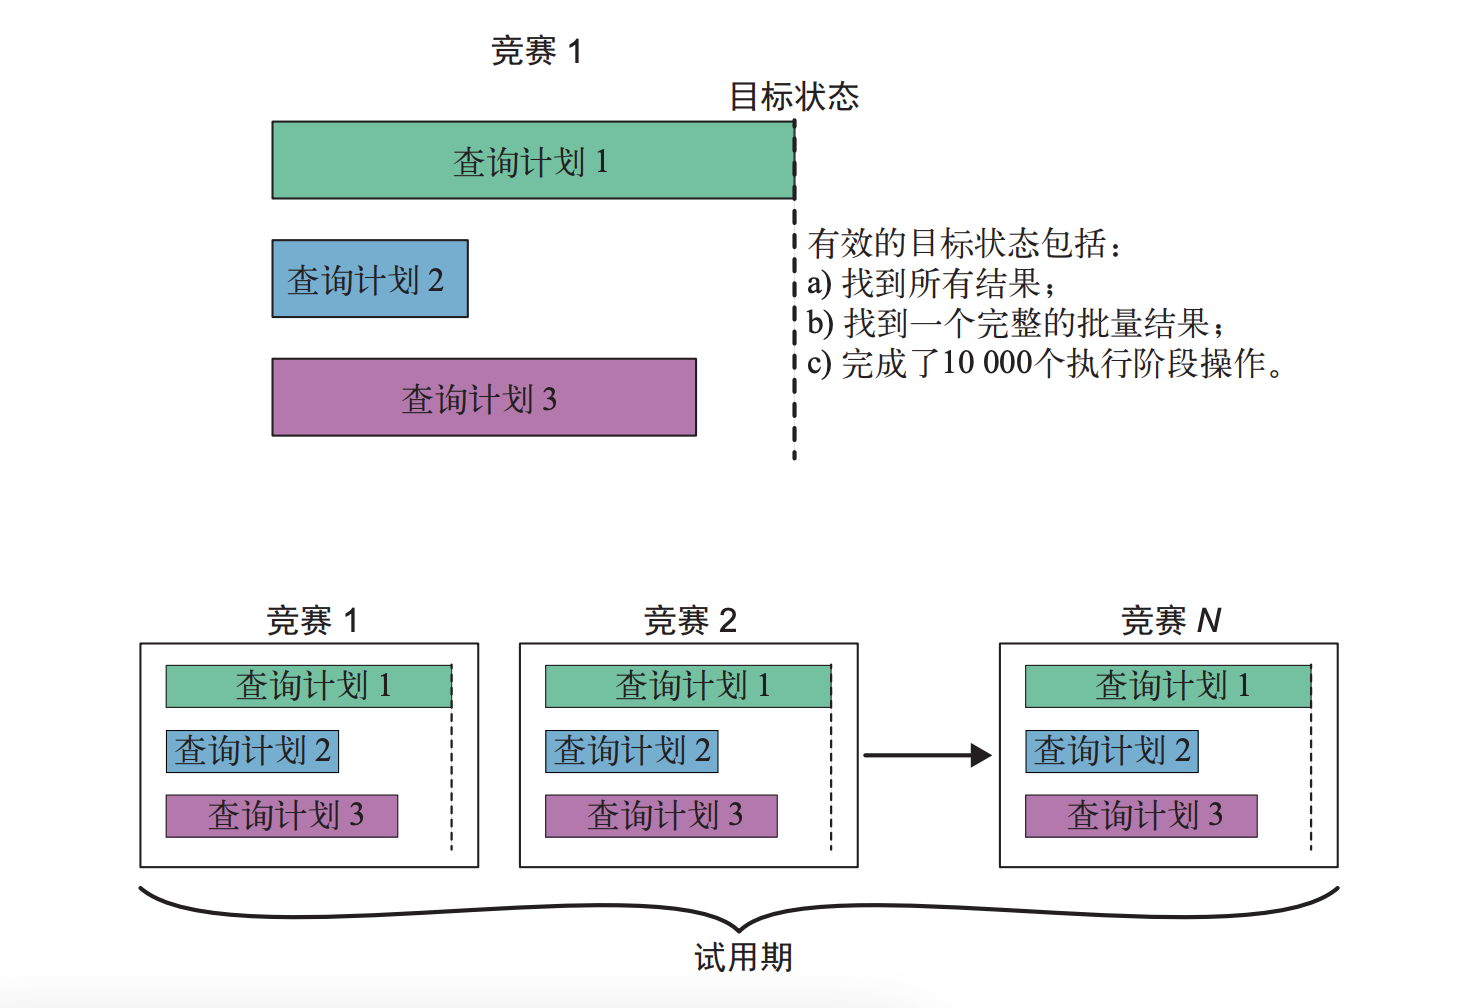 竞赛 1
目标状态
查询计划 1
查询计划 2
查询计划 3
有效的目标状态包括：
a) 找到所有结果；
b) 找到一个完整的批量结果；
c) 完成了10 000个执行阶段操作。
竞赛 1
查询计划 1
查询计划 2
查询计划 3
竞赛 2
查询计划 1
查询计划 2
查询计划 3
竞赛 N
查询计划 1
查询计划 2
查询计划 3
试用期